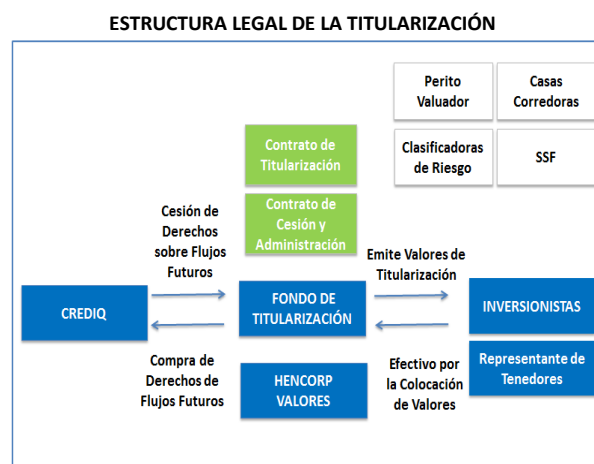 ESTRUCTURA LEGAL DE LA TITULARIZACIÓN
Perito
Valuador
Casas
Corredoras
Clasificadoras
de Riesgo
SSF
Contrato de
Titularización
Contrato de
Cesión y
Administración
Cesión de
Derechos
sobre Flujos
Futuros
Emite Valores de
Titularización
CREDIQ
FONDO DE
TITULARIZACIÓN
INVERSIONISTAS
Compra de
Derechos de
Flujos Futuros
HENCORP
VALORES
Efectivo por
la Colocación
de Valores
Representante de
Tenedores